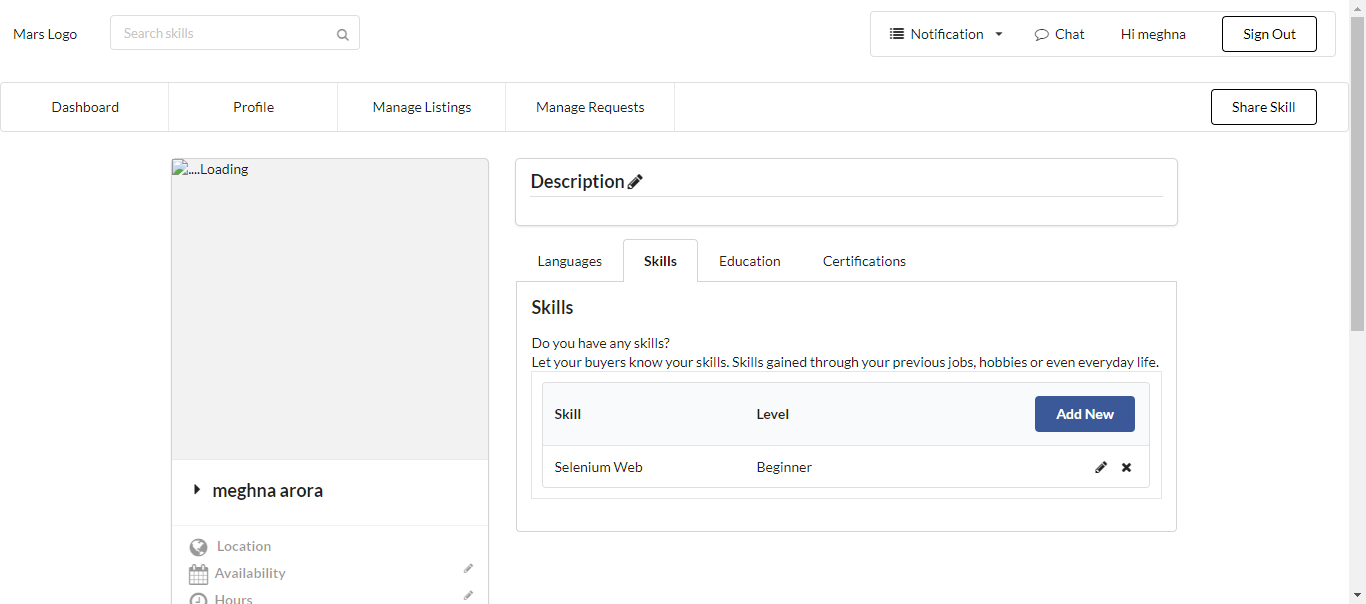 Mars Logo
Search skills
Notification
Chat
Hi meghna
Sign Out
Dashboard
Profile
Manage Listings
Manage Requests
Share Skill
....Loading
meghna arora
Location
Availability
Hours
Description
Languages
Skills
Education
Certifications
Skills
Do you have any skills?
Let your buyers know your skills. Skills gained through your previous jobs, hobbies or even everyday life.
Skill
Level
Add New
Selenium Web
Beginner